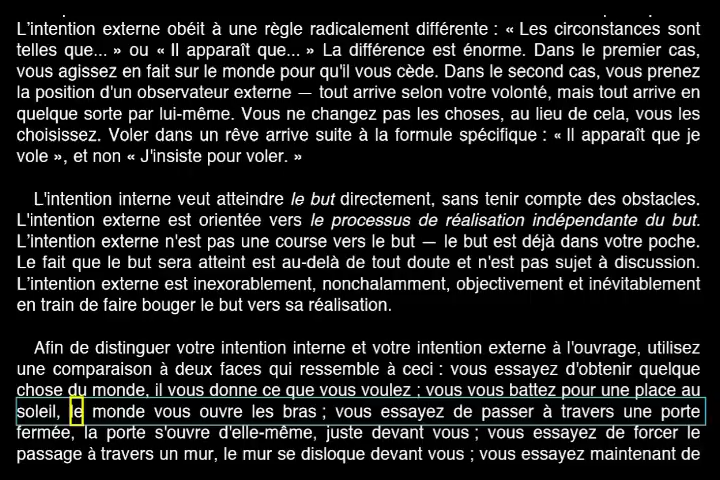 L'intention externe obéit à une règle radicalement différente : « Les circonstances sont
telles que... » ou « Il apparaît que... » La différence est énorme. Dans le premier cas,
vous agissez en fait sur le monde pour qu'il vous cède. Dans le second cas, vous prenez
la position d'un observateur externe — tout arrive selon votre volonté, mais tout arrive en
quelque sorte par lui-même. Vous ne changez pas les choses, au lieu de cela, vous les
choisissez. Voler dans un rêve arrive suite à la formule spécifique : « Il apparaît que je
vole », et non « J'insiste pour voler. »
L'intention interne veut atteindre le but directement, sans tenir compte des obstacles.
L'intention externe est orientée vers le processus de réalisation indépendante du but.
L'intention externe n'est pas une course vers le but — le but est déjà dans votre poche.
Le fait que le but sera atteint est au-delà de tout doute et n'est pas sujet à discussion.
L'intention externe est inexorablement, nonchalamment, objectivement et inévitablement
en train de faire bouger le but vers sa réalisation.
Afin de distinguer votre intention interne et votre intention externe à l'ouvrage, utilisez
une comparaison à deux faces qui ressemble à ceci : vous essayez d'obtenir quelque
chose du monde, il vous donne ce que vous voulez ; vous vous battez pour une place au
soleil, le monde vous ouvre les bras ; vous essayez de passer à travers une porte
fermée, la porte s'ouvre d'elle-même, juste devant vous ; vous essayez de forcer le
passage à travers un mur, le mur se disloque devant vous ; vous essayez maintenant de